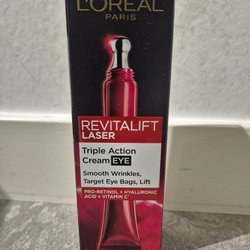 L'ORÉAL
PARIS
REVITALIFT
LASER
Triple Action
Cream EYE
Smooth Wrinkles,
Target Eye Bags, Lift
PRO-RETINOL + HYALURONIC
ACID + VITAMIN C